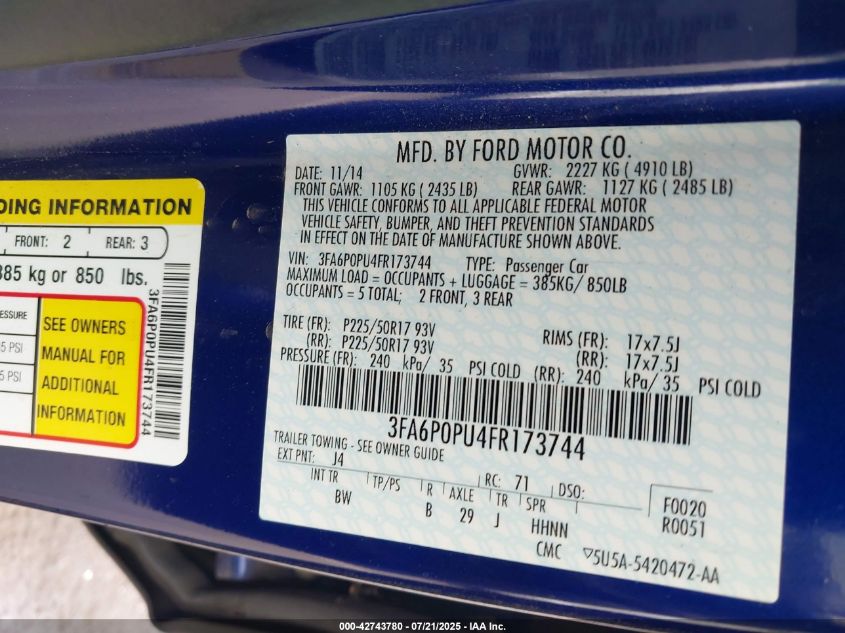 DING INFORMATION
FRONT: 2 REAR: 3
385 kg or 850 lbs.
ESSURE
5 PSI
5 PSI
SEE OWNERS
MANUAL FOR
ADDITIONAL
INFORMATION
3FA6P0PU4FR173744
MFD. BY FORD MOTOR CO.
DATE: 11/14 GVWR: 2227 KG ( 4910 LB)
FRONT GAWR: 1105 KG ( 2435 LB) REAR GAWR: 1127 KG ( 2485 LB)
THIS VEHICLE CONFORMS TO ALL APPLICABLE FEDERAL MOTOR
VEHICLE SAFETY, BUMPER, AND THEFT PREVENTION STANDARDS
IN EFFECT ON THE DATE OF MANUFACTURE SHOWN ABOVE.
VIN: 3FA6P0PU4FR173744 TYPE: Passenger Car
MAXIMUM LOAD = OCCUPANTS + LUGGAGE = 385KG/ 850LB
OCCUPANTS = 5 TOTAL; 2 FRONT, 3 REAR
TIRE (FR): P225/50R17 93V RIMS (FR): 17x7.5J
(RR): P225/50R17 93V (RR): 17x7.5J
PRESSURE (FR): 240 kPa/ 35 PSI COLD (RR): 240 kPa/ 35 PSI COLD
3FA6P0PU4FR173744
TRAILER TOWING - SEE OWNER GUIDE
EXT PNT: J4 RC: 71 DSO: F0020
INT TR TP/PS R AXLE TR SPR R0051
BW B 29 J HHNN
CMC ▽5U5A-5420472-AA
000-42743780 - 07/21/2025 - IAA, Inc.